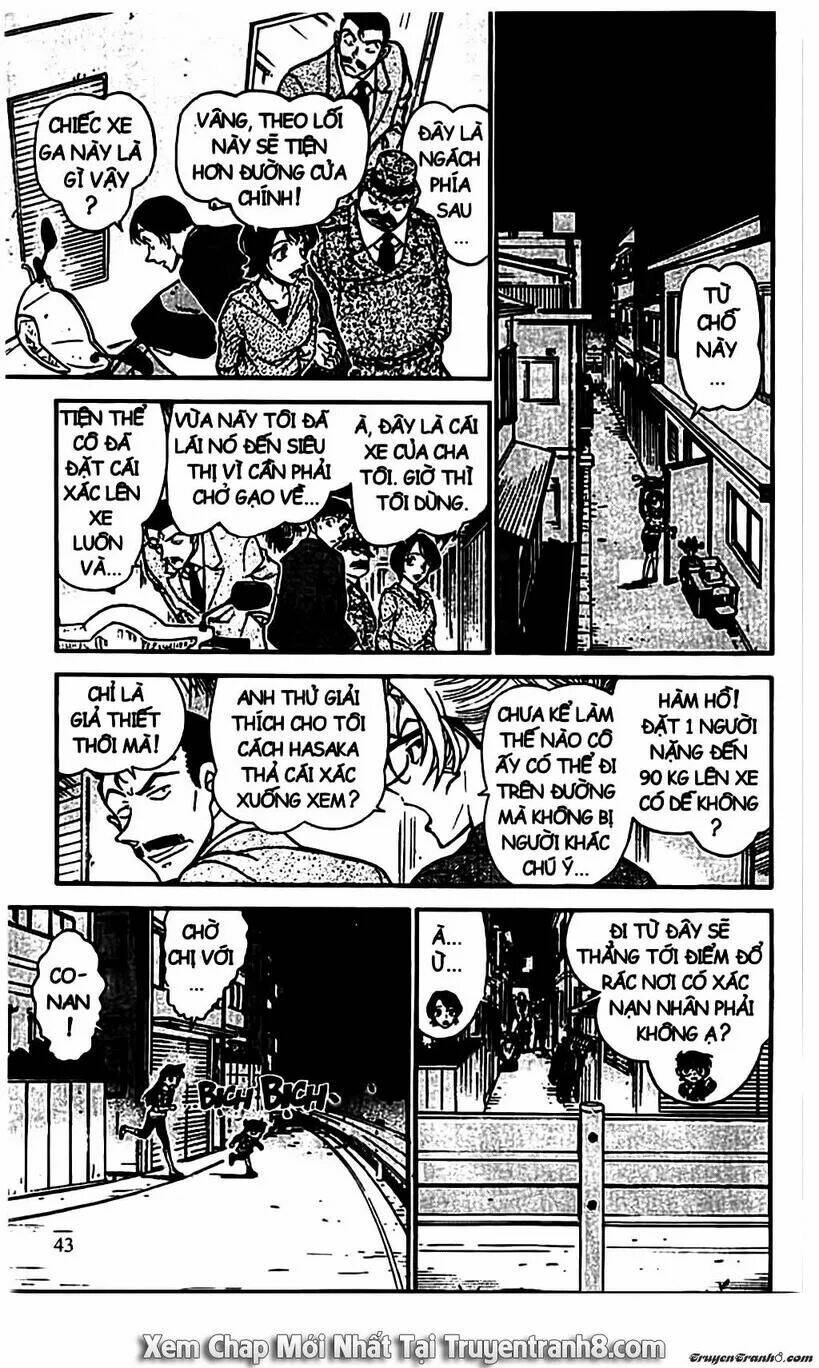 TỪ
CHỖ
NÀY
...
ĐÂY LÀ
NGÁCH
PHÍA
SAU
...
VÂNG, THEO LỐI
NÀY SẼ TIỆN
HƠN ĐƯỜNG CỬA
CHÍNH!
CHIẾC XE
GA NÀY LÀ
GÌ VẬY
?
À, ĐÂY LÀ CÁI
XE CỦA CHA
TÔI. GIỜ THÌ
TÔI DÙNG.
VỪA NÃY TÔI ĐÃ
LÁI NÓ ĐẾN SIÊU
THỊ VÌ CẦN PHẢI
CHỞ GẠO VỀ...
TIỆN THỂ
CÔ ĐÃ
ĐẶT CÁI
XÁC LÊN
XE
LUÔN
VÀ...
HÀM HỒ!
ĐẶT 1 NGƯỜI
NẶNG ĐẾN
90 KG LÊN XE
CÓ DỄ KHÔNG
?
CHƯA KỂ LÀM
THẾ NÀO CÔ
ẤY CÓ THỂ ĐI
TRÊN ĐƯỜNG
MÀ KHÔNG BỊ
NGƯỜI KHÁC
CHÚ Ý...
ANH THỬ GIẢI
THÍCH CHO TÔI
CÁCH HASAKA
THẢ CÁI XÁC
XUỐNG XEM?
CHỈ LÀ
GIẢ THIẾT
THÔI MÀ!
ĐI TỪ ĐÂY SẼ
THẲNG TỚI ĐIỂM ĐỔ
RÁC NƠI CÓ XÁC
NẠN NHÂN PHẢI
KHÔNG Ạ?
À...
Ừ...
CHỜ
CHỊ VỚI
...
CO-
NAN
!
BỊCH BỊCH
43
Xem Chap Mới Nhất Tại Truyentranh8.com
TruyenTranh8.com